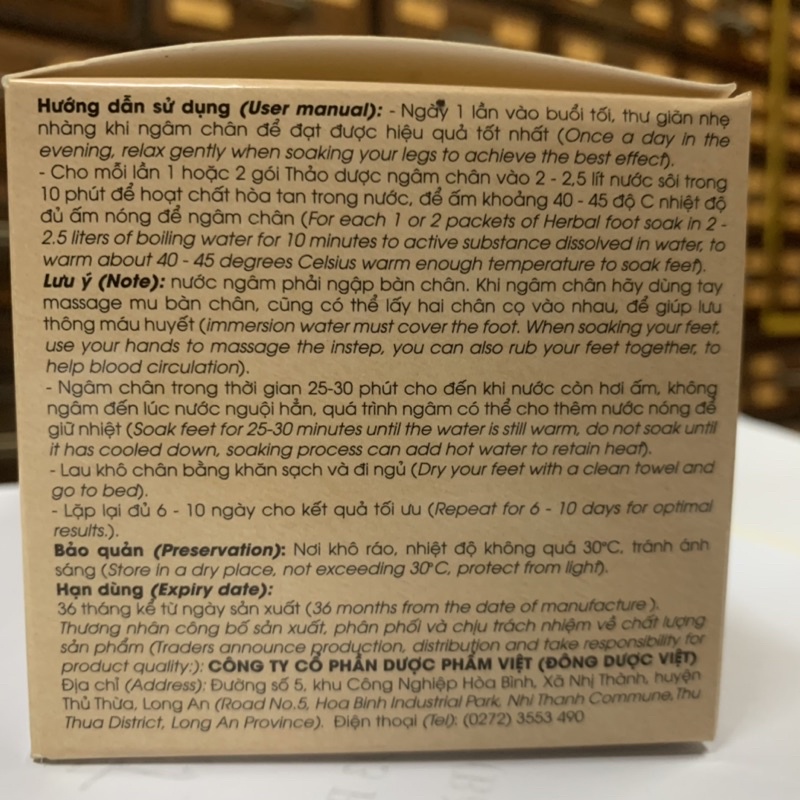 Hướng dẫn sử dụng (User manual): - Ngày 1 lần vào buổi tối, thư giãn nhẹ
nhàng khi ngâm chân để đạt được hiệu quả tốt nhất (Once a day in the
evening, relax gently when soaking your legs to achieve the best effect).
- Cho mỗi lần 1 hoặc 2 gói Thảo dược ngâm chân vào 2 - 2,5 lít nước sôi trong
10 phút để hoạt chất hòa tan trong nước, để ấm khoảng 40 - 45 độ C nhiệt độ
đủ ấm nóng để ngâm chân (For each 1 or 2 packets of Herbal foot soak in 2 -
2.5 liters of boiling water for 10 minutes to active substance dissolved in water, to
warm about 40 - 45 degrees Celsius warm enough temperature to soak feet).
Lưu ý (Note): nước ngâm phải ngập bàn chân. Khi ngâm chân hãy dùng tay
massage mu bàn chân, cũng có thể lấy hai chân cọ vào nhau, để giúp lưu
thông máu huyết (immersion water must cover the foot. When soaking your feet,
use your hands to massage the instep, you can also rub your feet together, to
help blood circulation).
- Ngâm chân trong thời gian 25-30 phút cho đến khi nước còn hơi ấm, không
ngâm đến lúc nước nguội hẳn, quá trình ngâm có thể cho thêm nước nóng để
giữ nhiệt (Soak feet for 25-30 minutes until the water is still warm, do not soak until
it has cooled down, soaking process can add hot water to retain heat).
- Lau khô chân bằng khăn sạch và đi ngủ (Dry your feet with a clean towel and
go to bed).
- Lặp lại đủ 6 - 10 ngày cho kết quả tối ưu (Repeat for 6 - 10 days for optimal
results.).
Bảo quản (Preservation): Nơi khô ráo, nhiệt độ không quá 30°C, tránh ánh
sáng (Store in a dry place, not exceeding 30°C, protect from light).
Hạn dùng (Expiry date):
36 tháng kể từ ngày sản xuất (36 months from the date of manufacture ).
Thương nhân công bố sản xuất, phân phối và chịu trách nhiệm về chất lượng
sản phẩm (Traders announce production, distribution and take responsibility for
product quality:): CÔNG TY CỔ PHẦN DƯỢC PHẨM VIỆT (ĐÔNG DƯỢC VIỆT)
Địa chỉ (Address): Đường số 5, khu Công Nghiệp Hòa Bình, Xã Nhị Thành, huyện
Thủ Thừa, Long An (Road No.5, Hoa Binh Industrial Park, Nhi Thanh Commune, Thu
Thua District, Long An Province). Điện thoại (Tel): (0272) 3553 490